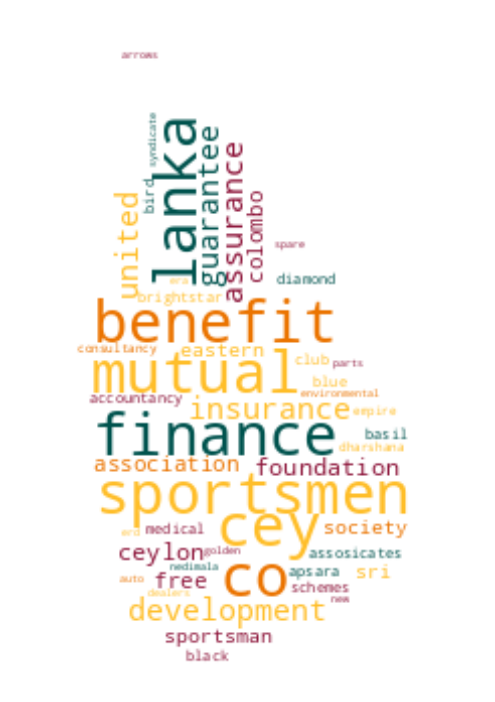 arrows
syndicate
bird
united
lanka
guarantee
assurance
colombo
spare
era
diamond
brightstar
benefit
consultancy
eastern
mutual
club
parts
blue
environmental
accountancy
insurance
empire
finance
basil
dharshana
association
foundation
sportsmen
cey
society
erd
medical
ceylon
golden
assosicates
nedimala
co
apsara
sri
auto
free
schemes
dealers
new
development
sportsman
black